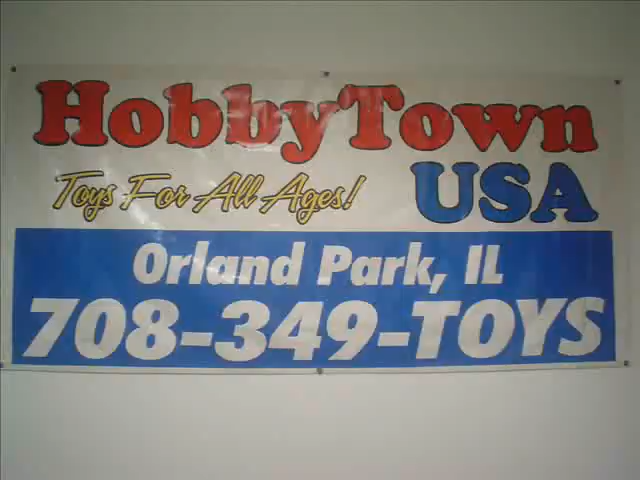 HobbyTown
Toys For All Ages! USA
Orland Park, IL
708-349-TOYS